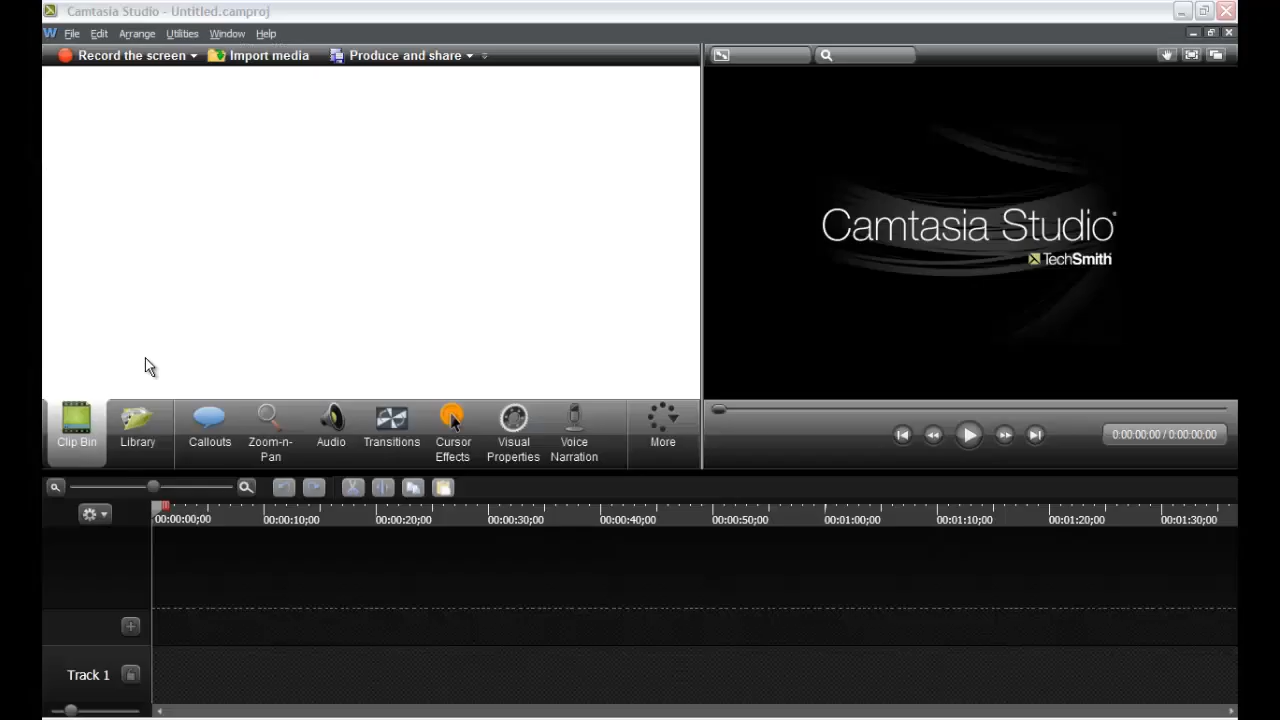 Camtasia Studio - Untitled.camproj
File Edit Arrange Utilities Window Help
Record the screen Import media Produce and share
Camtasia Studio
TechSmith
Clip Bin Library Callouts Zoom-n-Pan Audio Transitions Cursor Effects Visual Properties Voice Narration More
0:00:00;00 / 0:00:00;00
00:00:00;00 00:00:10;00 00:00:20;00 00:00:30;00 00:00:40;00 00:00:50;00 00:01:00;00 00:01:10;00 00:01:20;00 00:01:30;00
Track 1